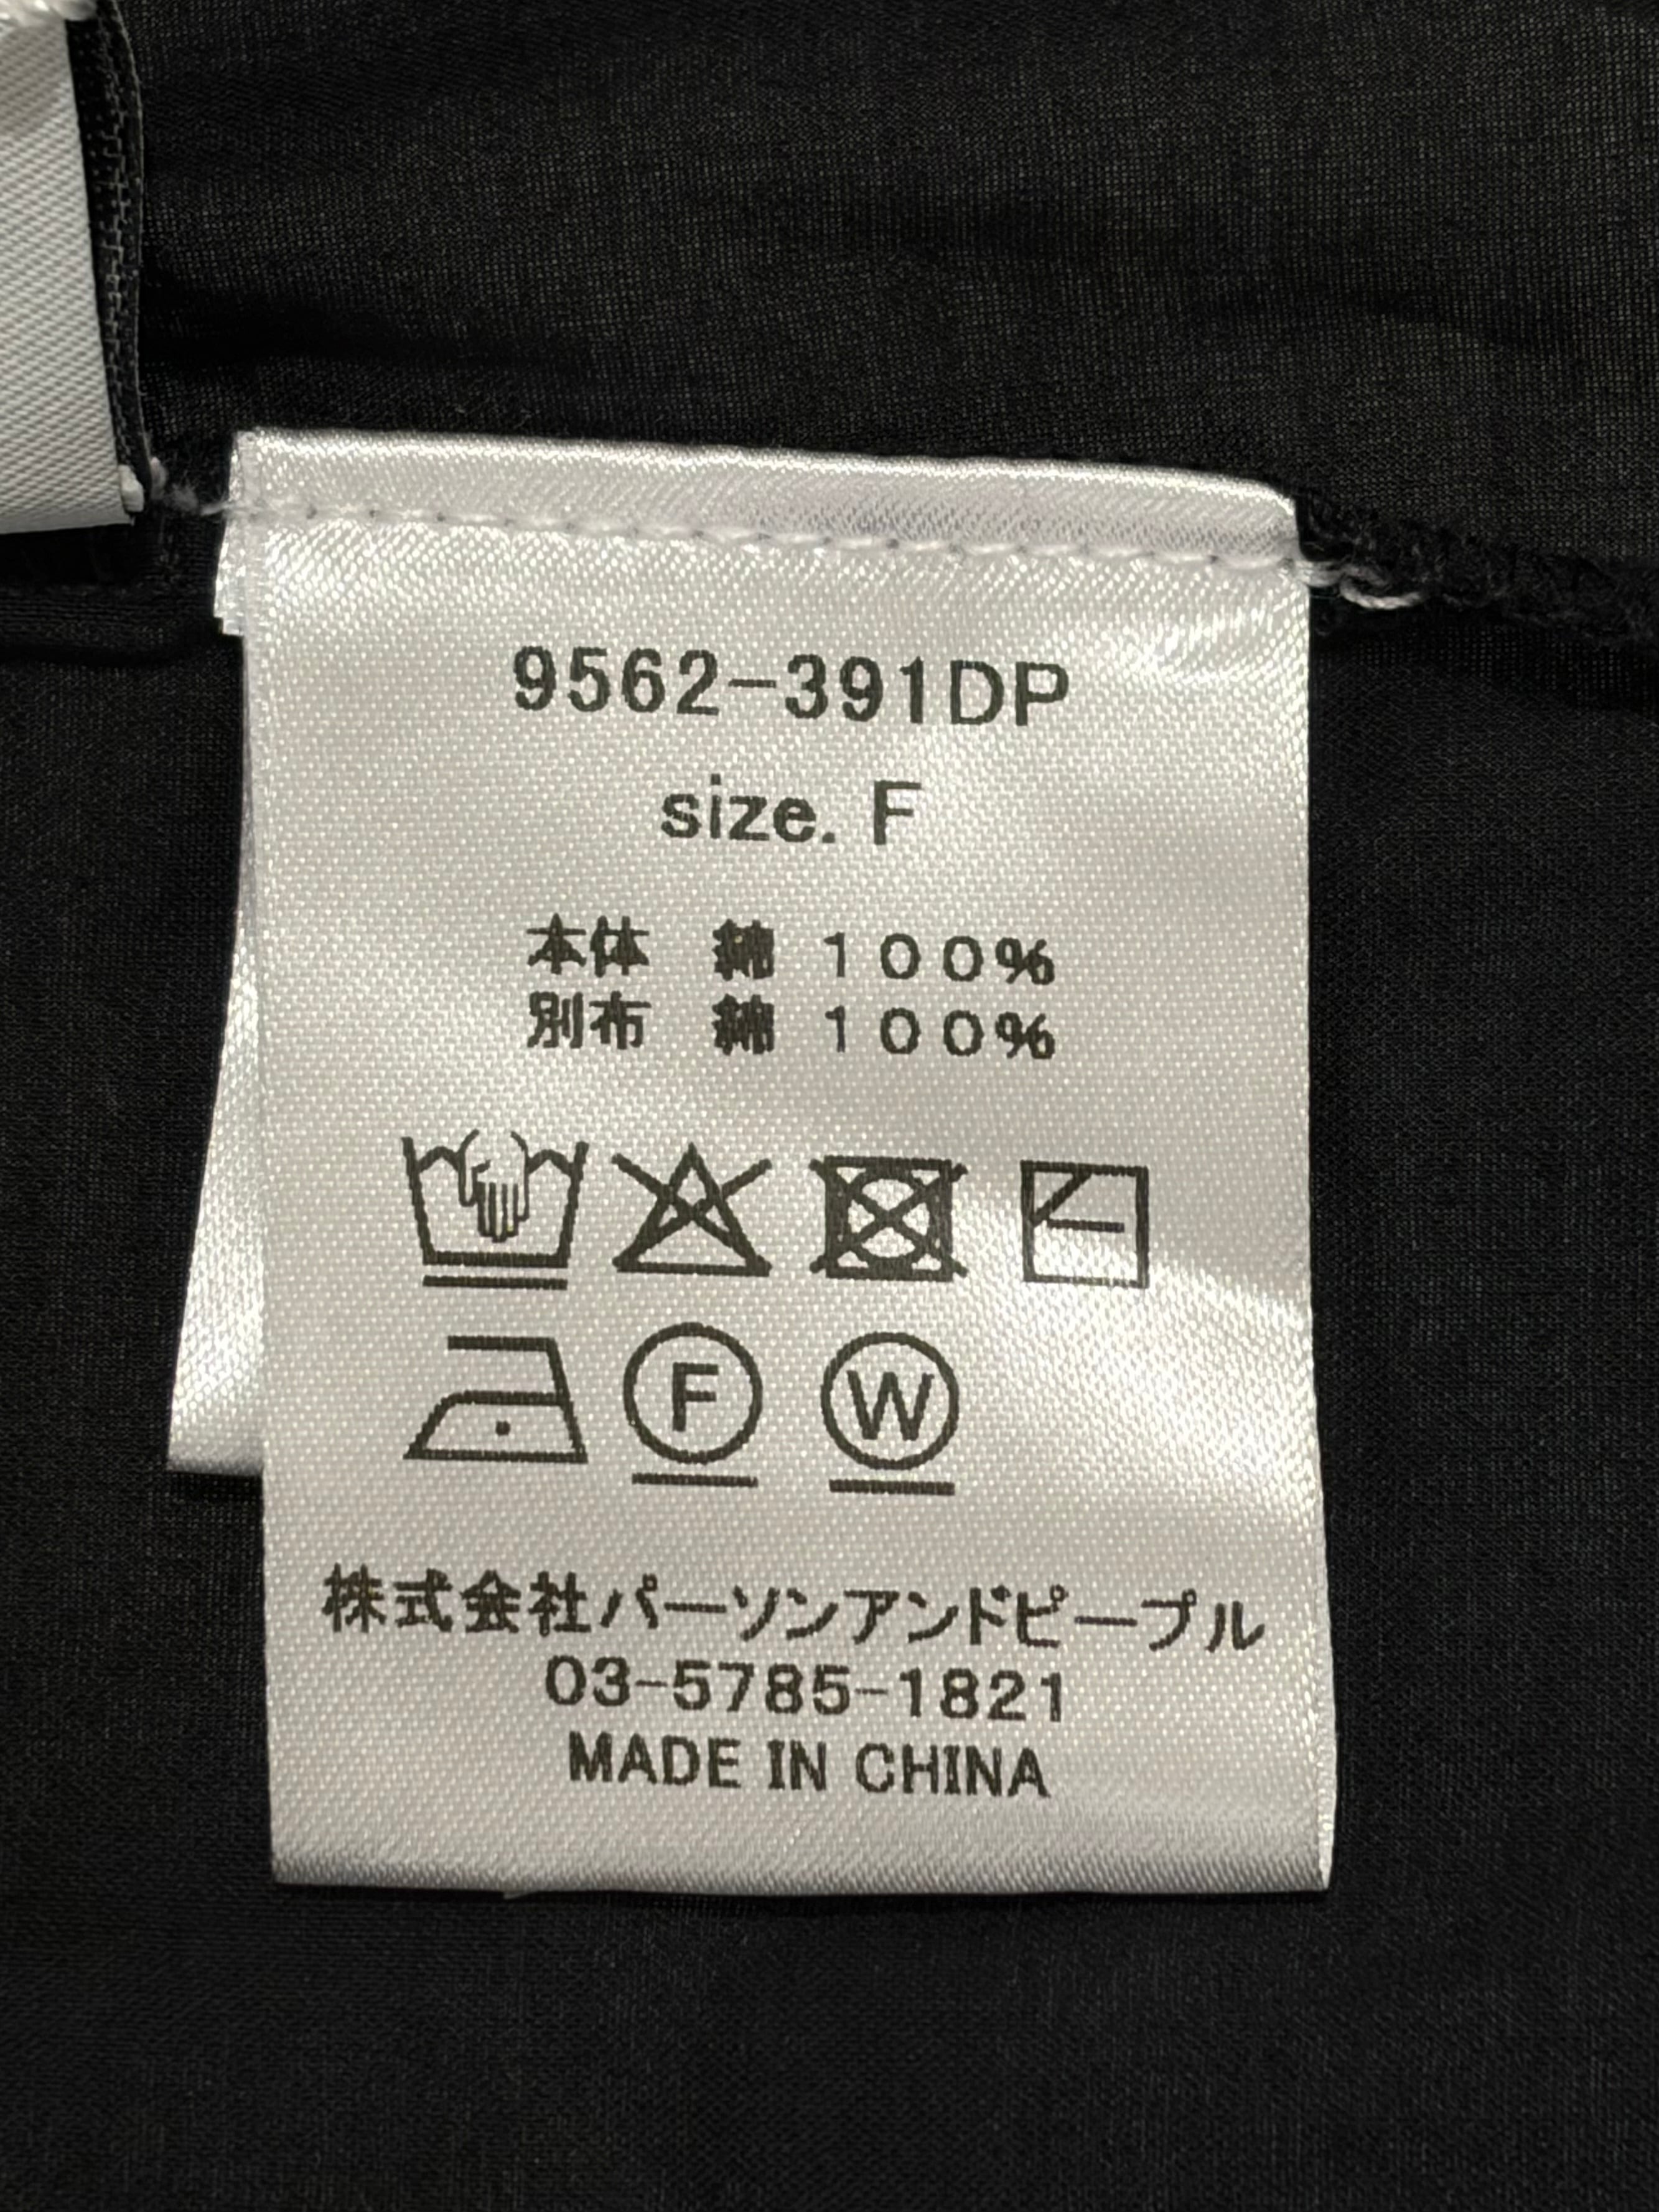 9562-391DP
size. F
本体　綿 １００％
別布　綿 １００％
F W
株式会社パーソンアンドピープル
03-5785-1821
MADE IN CHINA